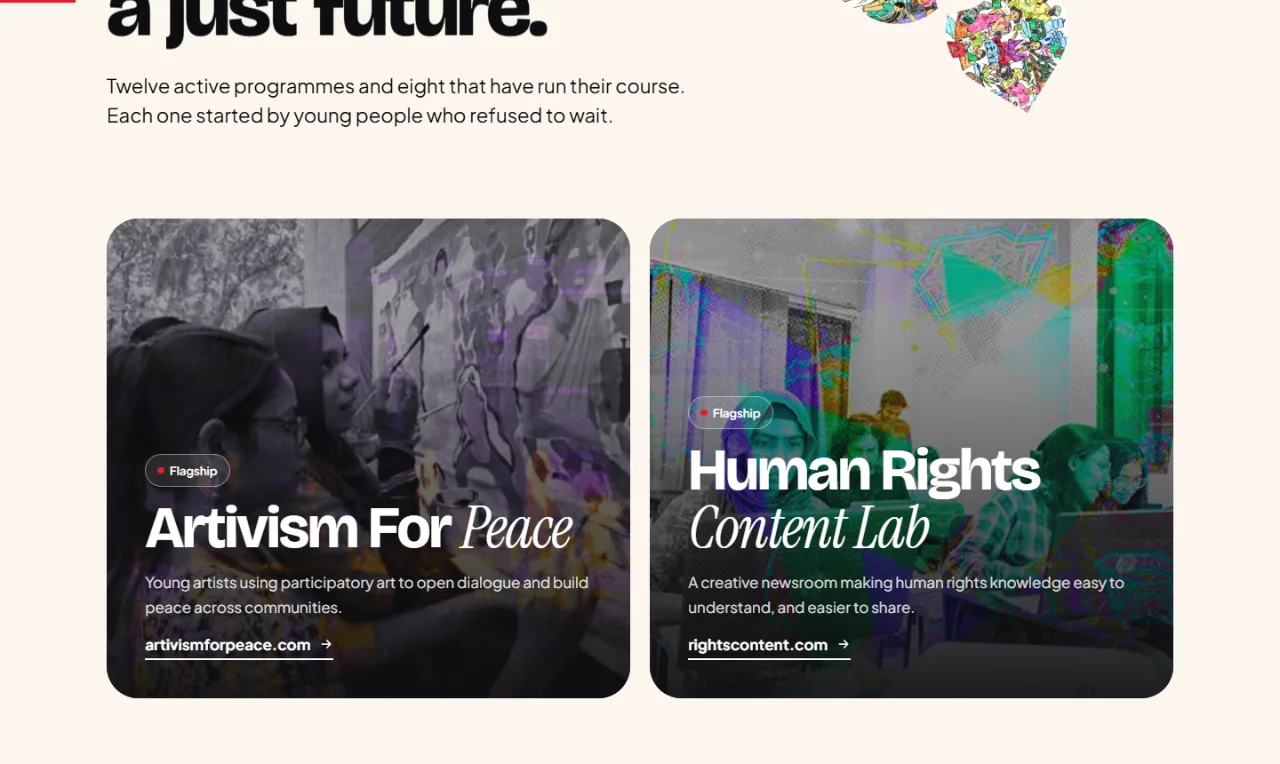 a just future.
Twelve active programmes and eight that have run their course.
Each one started by young people who refused to wait.
Flagship
Artivism For Peace
Young artists using participatory art to open dialogue and build
peace across communities.
artivismforpeace.com →
Flagship
Human Rights
Content Lab
A creative newsroom making human rights knowledge easy to
understand, and easier to share.
rightscontent.com →